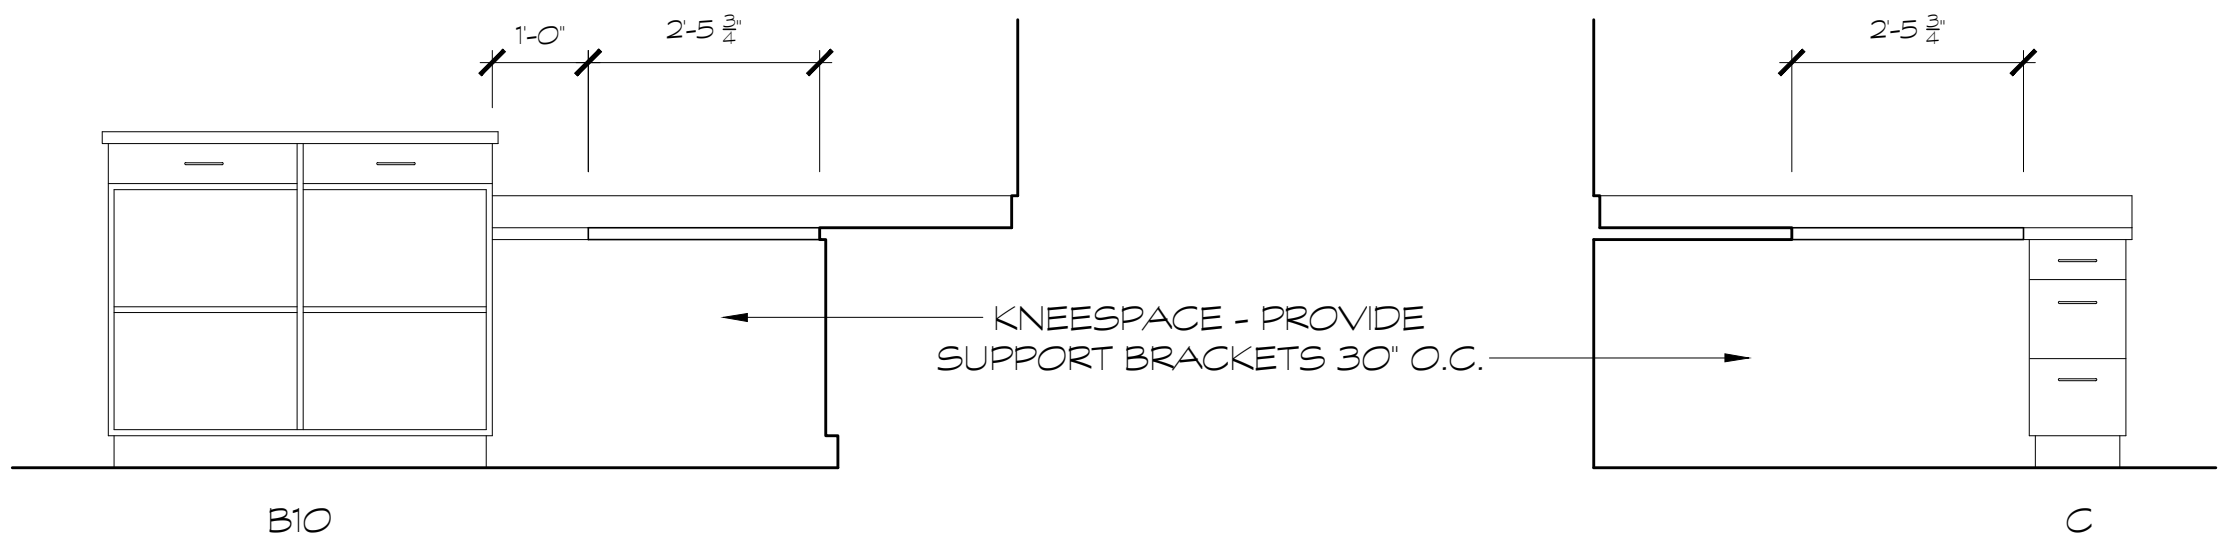 1'-0"
2'-5 3/4"
2'-5 3/4"
KNEESPACE - PROVIDE
SUPPORT BRACKETS 30" O.C.
B10
C